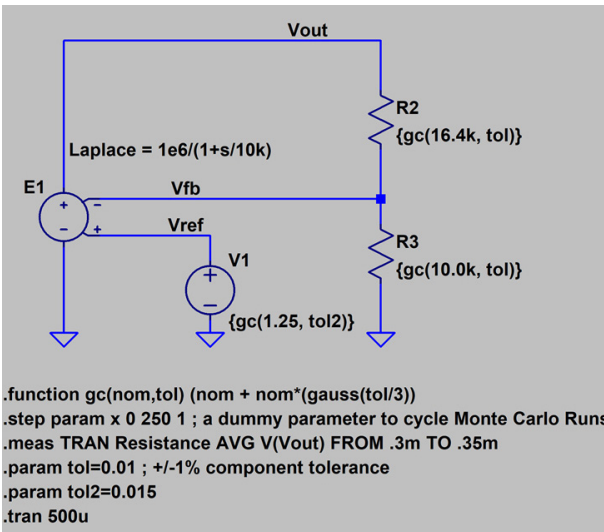 Vout
R2
{gc(16.4k, tol)}
Laplace = 1e6/(1+s/10k)
E1
Vfb
Vref
R3
{gc(10.0k, tol)}
V1
{gc(1.25, tol2)}
.function gc(nom,tol) (nom + nom*(gauss(tol/3))
.step param x 0 250 1 ; a dummy parameter to cycle Monte Carlo Runs
.meas TRAN Resistance AVG V(Vout) FROM .3m TO .35m
.param tol=0.01 ; +/-1% component tolerance
.param tol2=0.015
.tran 500u